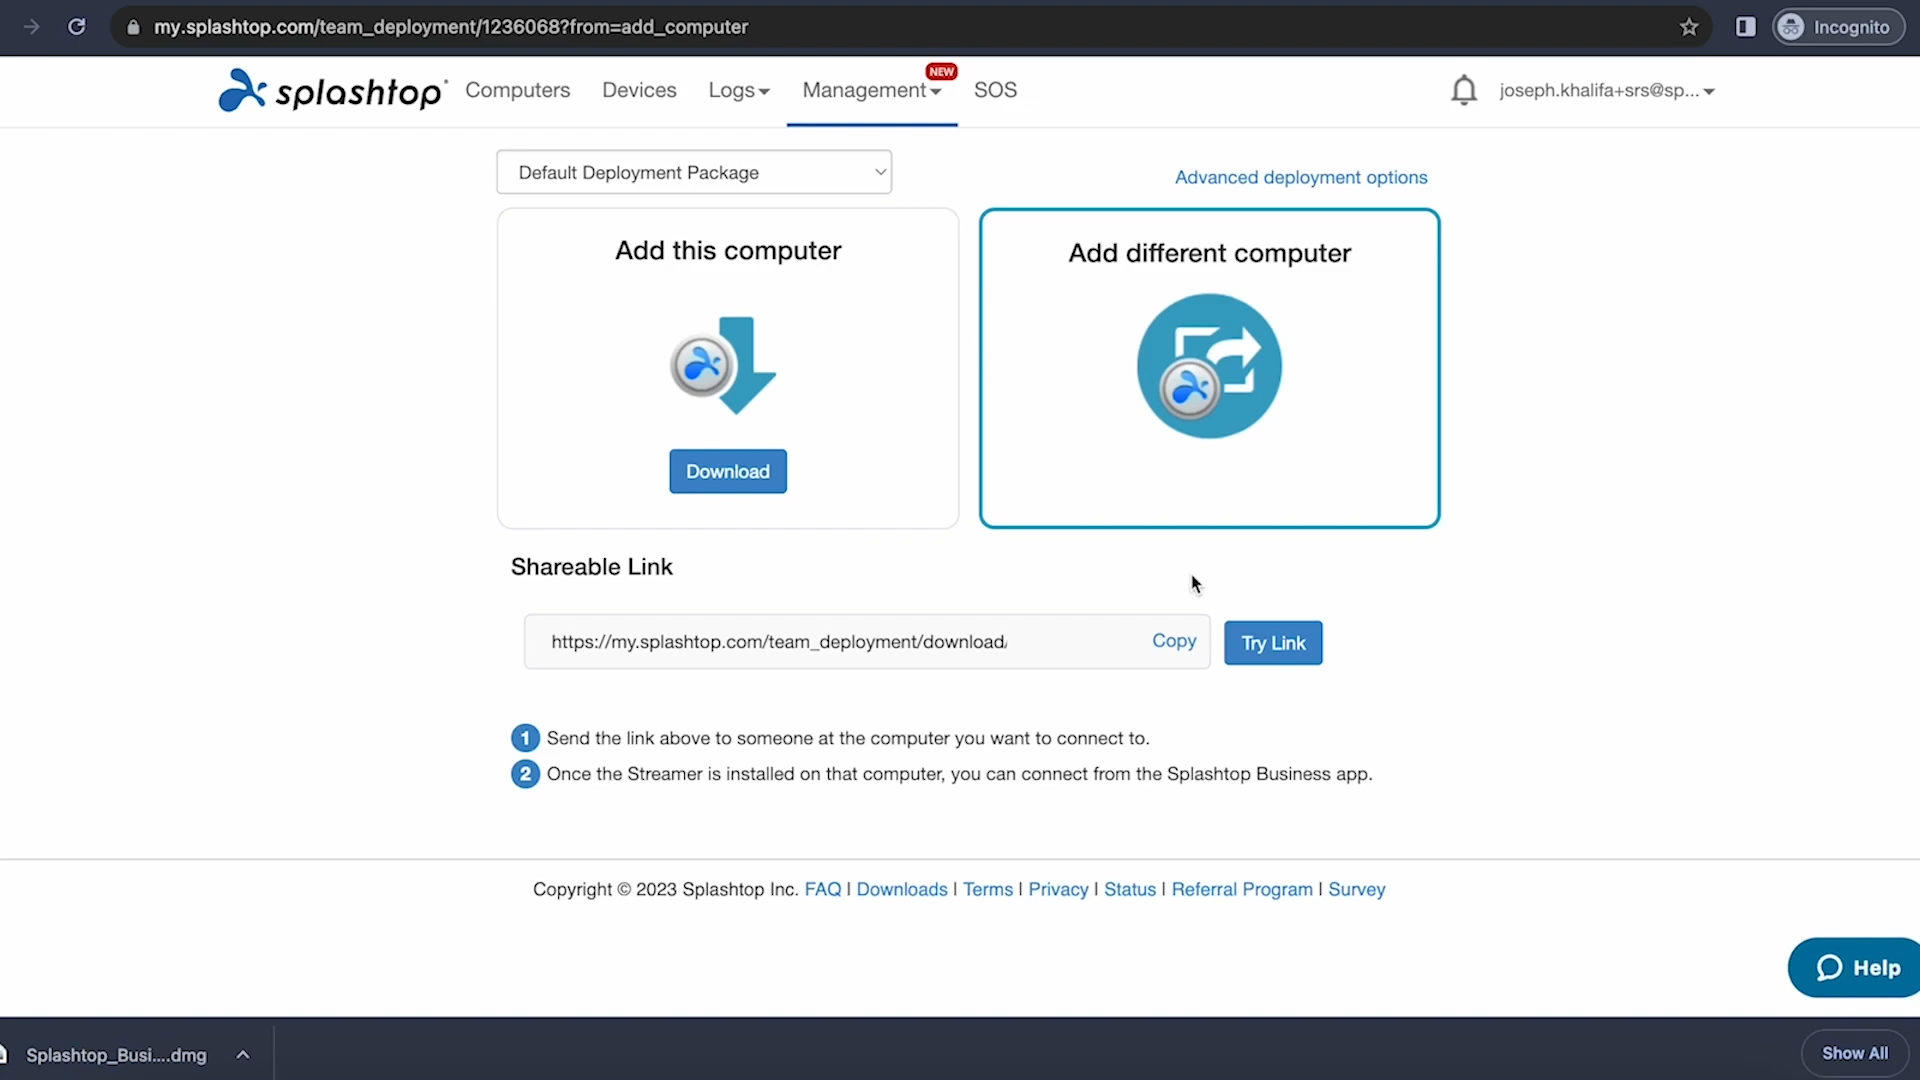 my.splashtop.com/team_deployment/1236068?from=add_computer
Incognito
splashtop Computers Devices Logs Management NEW SOS joseph.khalifa+srs@sp...
Default Deployment Package
Advanced deployment options
Add this computer
Add different computer
Download
Shareable Link
https://my.splashtop.com/team_deployment/download/
Copy
Try Link
1 Send the link above to someone at the computer you want to connect to.
2 Once the Streamer is installed on that computer, you can connect from the Splashtop Business app.
Copyright © 2023 Splashtop Inc. FAQ | Downloads | Terms | Privacy | Status | Referral Program | Survey
Help
Splashtop_Busi....dmg
Show All